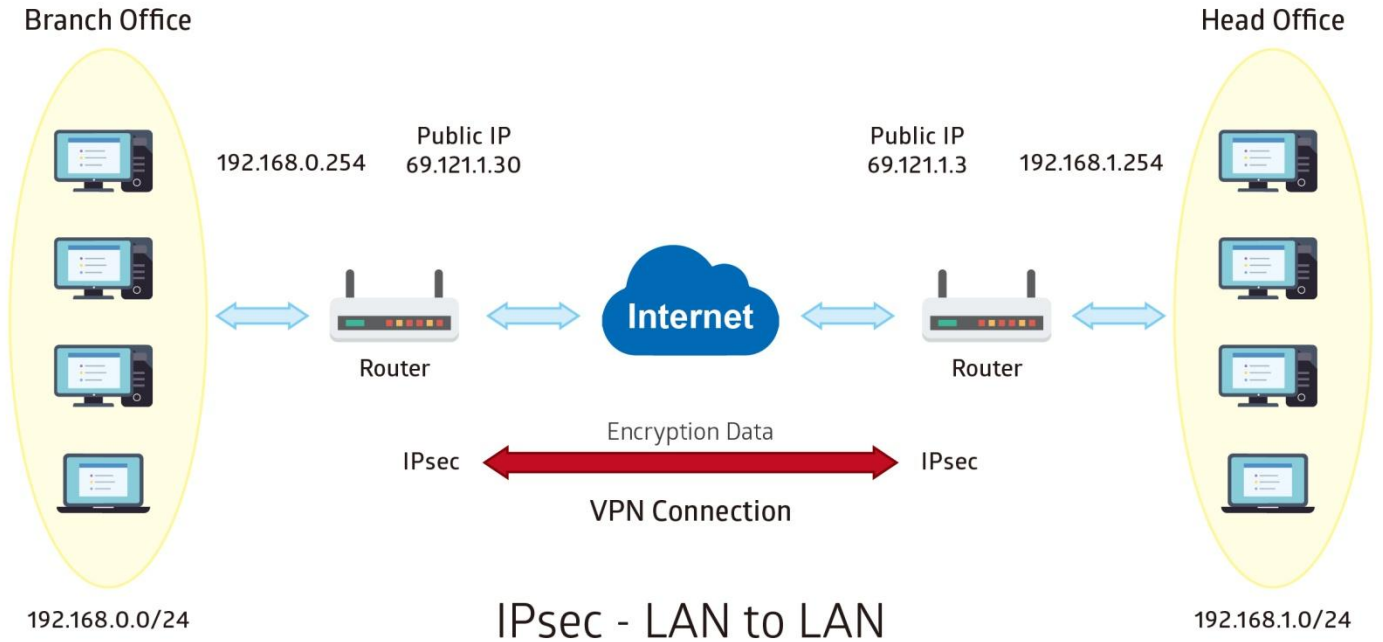 Branch Office
Head Office
Public IP
69.121.1.30
192.168.0.254
Public IP
69.121.1.3
192.168.1.254
Internet
Router
Router
Encryption Data
IPsec
IPsec
VPN Connection
192.168.0.0/24
IPsec - LAN to LAN
192.168.1.0/24